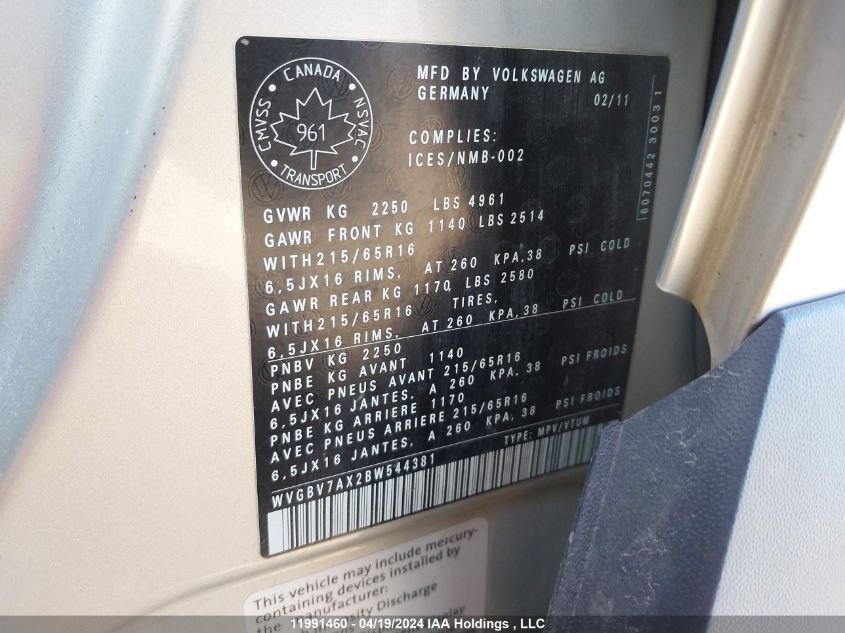 CANADA
CMVSS
NSVAC
961
TRANSPORT
MFD BY VOLKSWAGEN AG
GERMANY 02/11
COMPLIES:
ICES/NMB-002
6070442 30031
GVWR KG 2250 LBS 4961
GAWR FRONT KG 1140 LBS 2514
WITH215/65R16
6,5JX16 RIMS, AT 260 KPA,38 PSI COLD
GAWR REAR KG 1170 LBS 2580
WITH215/65R16 TIRES,
6,5JX16 RIMS, AT 260 KPA,38 PSI COLD
PNBV KG 2250
PNBE KG AVANT 1140
AVEC PNEUS AVANT 215/65R16
6,5JX16 JANTES, A 260 KPA, 38 PSI FROIDS
PNBE KG ARRIERE 1170
AVEC PNEUS ARRIERE 215/65R16
6,5JX16 JANTES, A 260 KPA, 38 PSI FROIDS
TYPE: MPV/VTUM
WVGBV7AX2BW544381
This vehicle may include mercury-
containing devices installed by
the manufacturer:
Discharge
11991460 - 04/19/2024 IAA Holdings , LLC